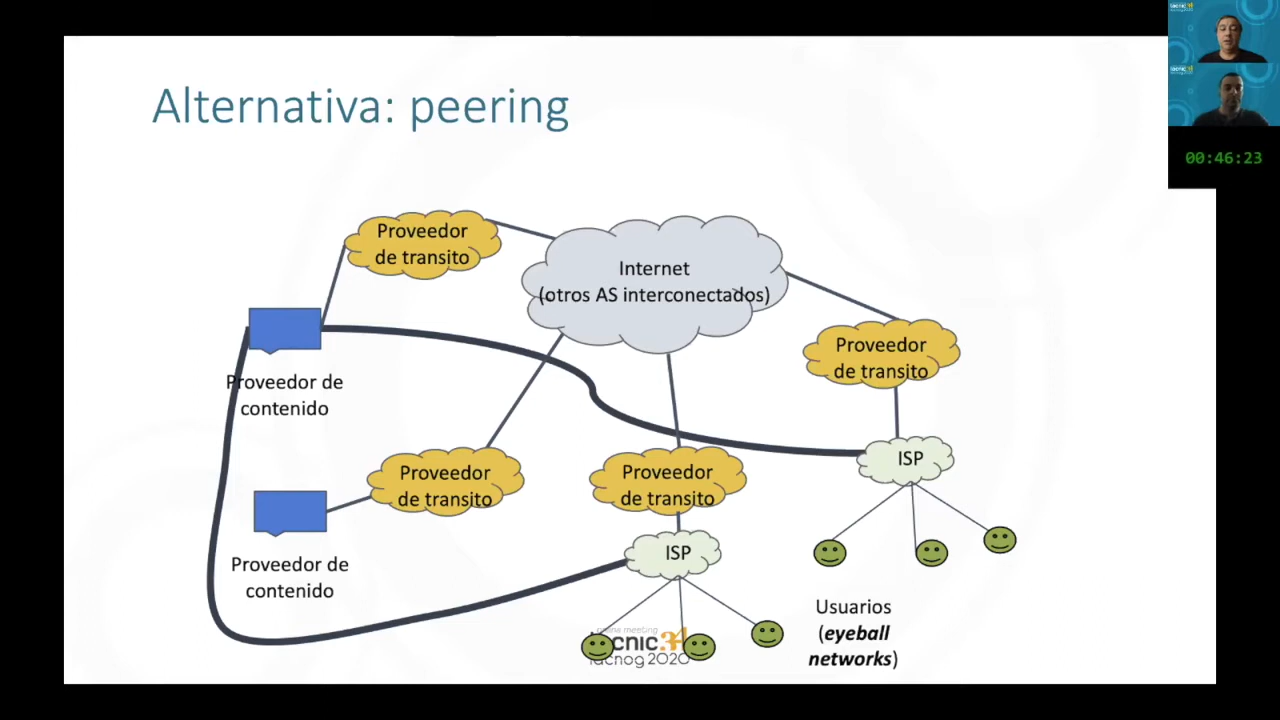 Alternativa: peering
00:46:23
Proveedor
de transito
Internet
(otros AS interconectados)
Proveedor
de transito
Proveedor de
contenido
Proveedor
de transito
Proveedor
de transito
ISP
Proveedor de
contenido
ISP
Usuarios
(eyeball
networks)
lacnog 2020